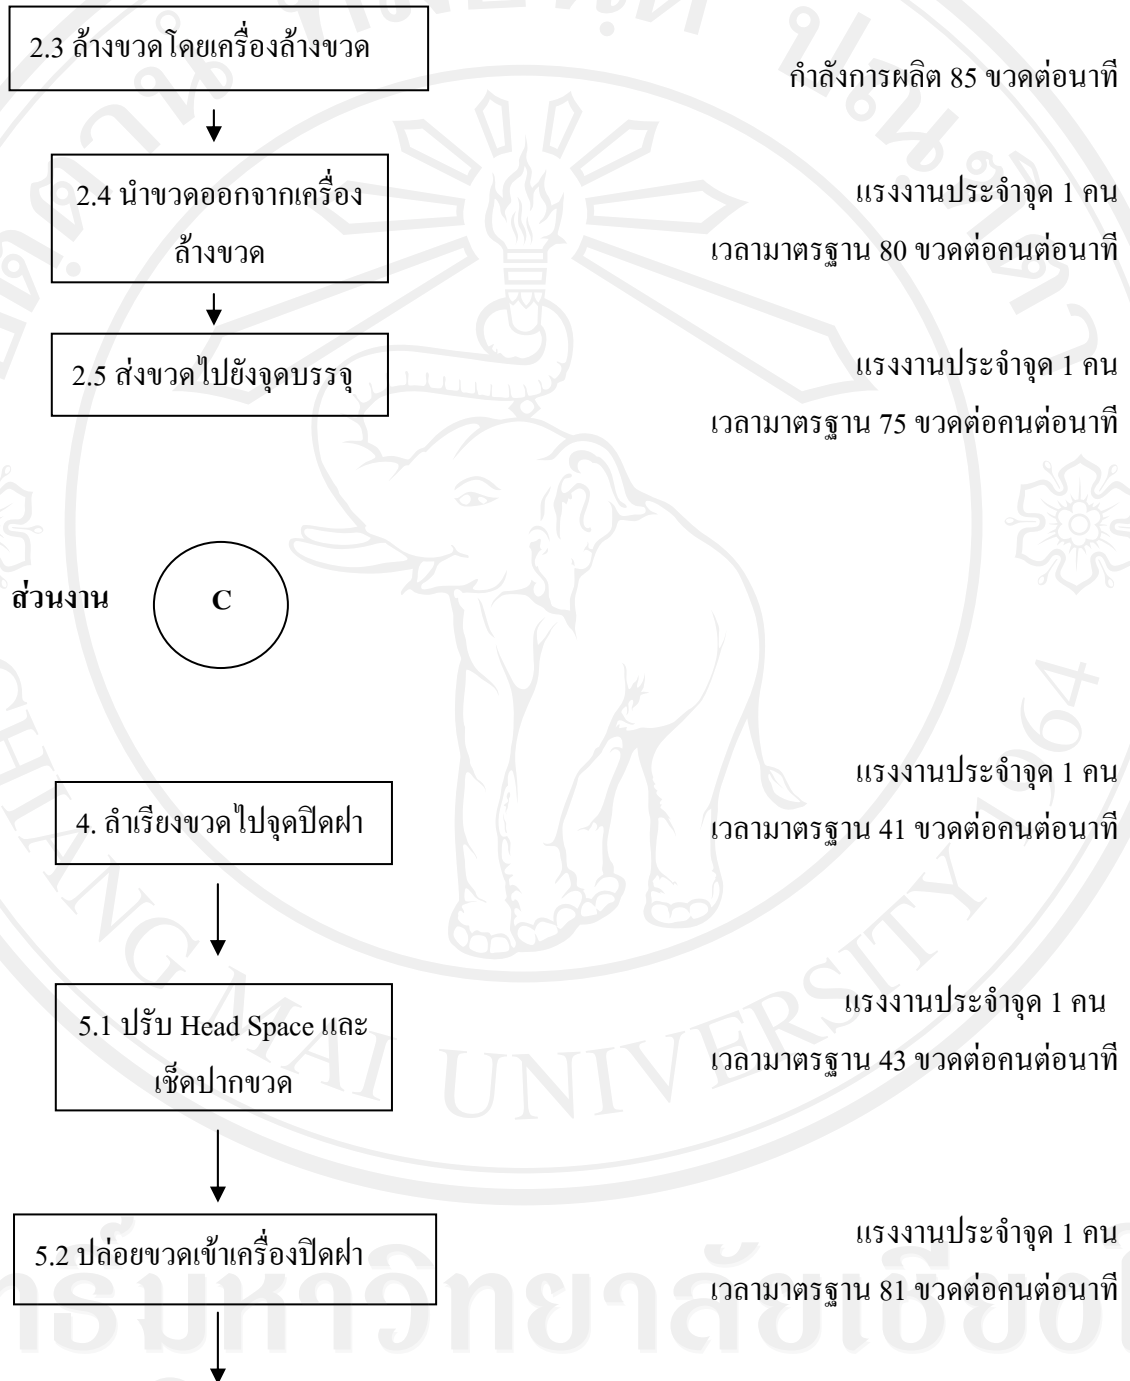 2.3 ล้างขวดโดยเครื่องล้างขวด
กำลังการผลิต 85 ขวดต่อนาที
2.4 นำขวดออกจากเครื่อง
ล้างขวด
แรงงานประจำจุด 1 คน
เวลามาตรฐาน 80 ขวดต่อคนต่อนาที
2.5 ส่งขวดไปยังจุดบรรจุ
แรงงานประจำจุด 1 คน
เวลามาตรฐาน 75 ขวดต่อคนต่อนาที
ส่วนงาน C
4. ลำเรียงขวดไปจุดปิดฝา
แรงงานประจำจุด 1 คน
เวลามาตรฐาน 41 ขวดต่อคนต่อนาที
5.1 ปรับ Head Space และ
เช็ดปากขวด
แรงงานประจำจุด 1 คน
เวลามาตรฐาน 43 ขวดต่อคนต่อนาที
5.2 ปล่อยขวดเข้าเครื่องปิดฝา
แรงงานประจำจุด 1 คน
เวลามาตรฐาน 81 ขวดต่อคนต่อนาที
CHIANG MAI UNIVERSITY 1964
มหาวิทยาลัยเชียงใ